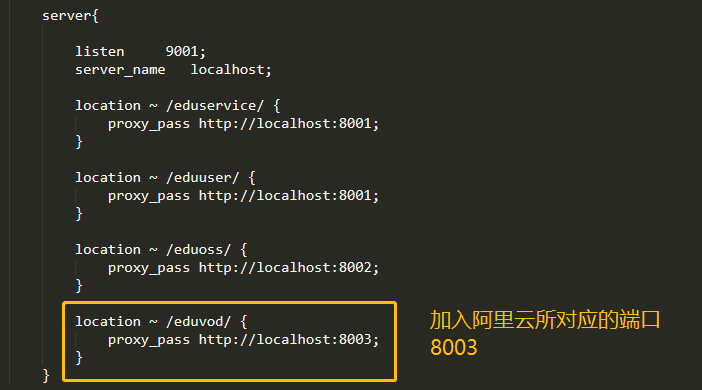 server{
listen 9001;
server_name localhost;
location ~ /eduservice/ {
proxy_pass http://localhost:8001;
}
location ~ /eduuser/ {
proxy_pass http://localhost:8001;
}
location ~ /eduoss/ {
proxy_pass http://localhost:8002;
}
location ~ /eduvod/ {
proxy_pass http://localhost:8003;
}
}
加入阿里云所对应的端口
8003